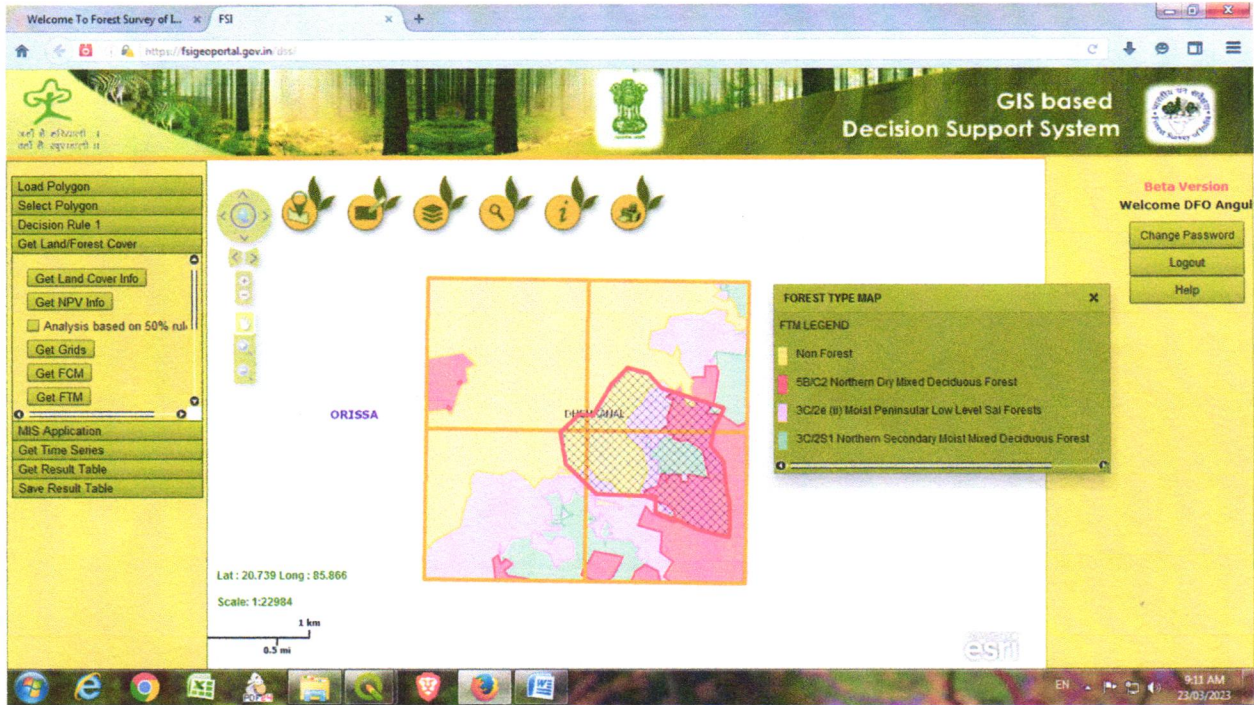 Welcome To Forest Survey of I... ×
FSI ×
+
https://fsigeoportal.gov.in/dss/
GIS based
Decision Support System
Load Polygon
Select Polygon
Decision Rule 1
Get Land/Forest Cover
Get Land Cover Info
Get NPV Info
Analysis based on 50% rule
Get Grids
Get FCM
Get FTM
MIS Application
Get Time Series
Get Result Table
Save Result Table
Beta Version
Welcome DFO Angul
Change Password
Logout
Help
ORISSA
DHENKANAL
FOREST TYPE MAP ×
FTM LEGEND
Non Forest
5B/C2 Northern Dry Mixed Deciduous Forest
3C/2e (ii) Moist Peninsular Low Level Sal Forests
3C/2S1 Northern Secondary Moist Mixed Deciduous Forest
Lat : 20.739 Long : 85.866
Scale: 1:22984
1 km
0.5 mi
esri
EN
9:11 AM
23/03/2023